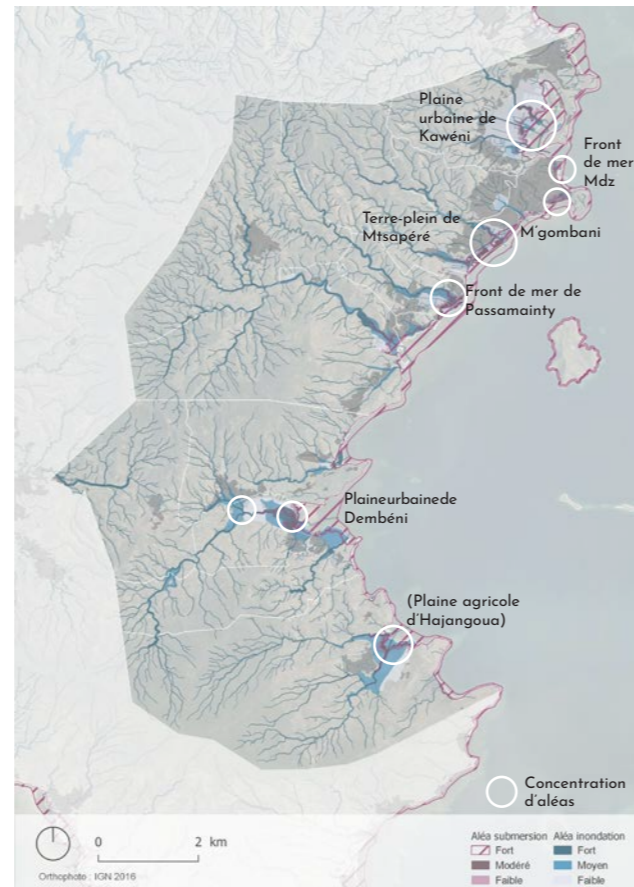 Plaine
urbaine de
Kawéni
Front
de mer
Mdz
Terre-plein de
Mtsapéré
M'gombani
Front de mer de
Passamainty
Plaineurbainede
Dembéni
(Plaine agricole
d'Hajangoua)
Concentration
d'aléas
0 2 km
Orthophoto : IGN 2016
Aléa submersion Aléa inondation
Fort Fort
Modéré Moyen
Faible Faible